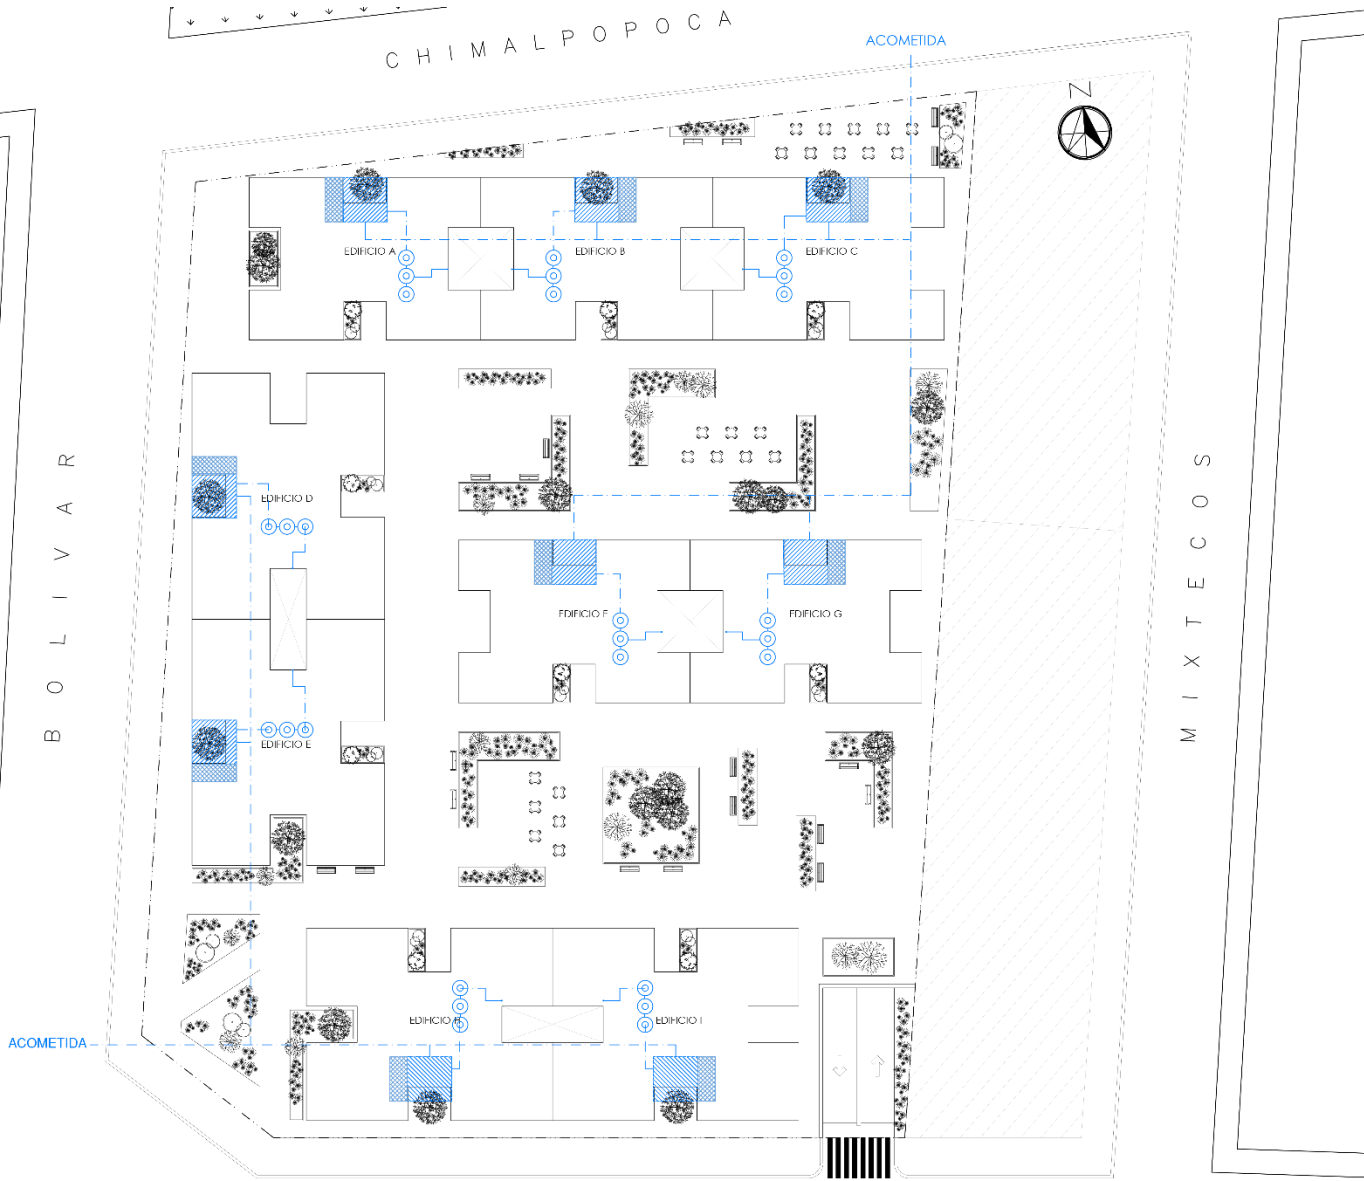 CHIMALPOPOCA
ACOMETIDA
N
EDIFICIO A
EDIFICIO B
EDIFICIO C
BOLIVAR
MIXTECOS
EDIFICIO D
EDIFICIO F
EDIFICIO G
EDIFICIO E
EDIFICIO H
EDIFICIO I
ACOMETIDA